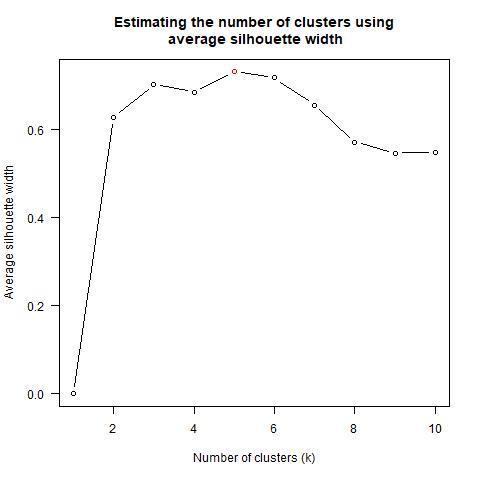 Estimating the number of clusters using
average silhouette width
Average silhouette width
0.6
0.4
0.2
0.0
2 4 6 8 10
Number of clusters (k)